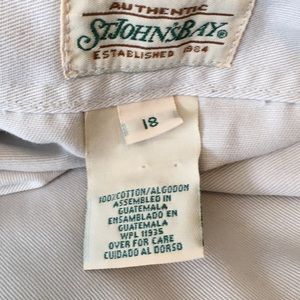 AUTHENTIC
ST.JOHN'S BAY®
ESTABLISHED 1984
18
100%COTTON/ALGODON
ASSEMBLED IN
GUATEMALA
ENSAMBLADO EN
GUATEMALA
WPL 11935
OVER FOR CARE
CUIDADO AL DORSO